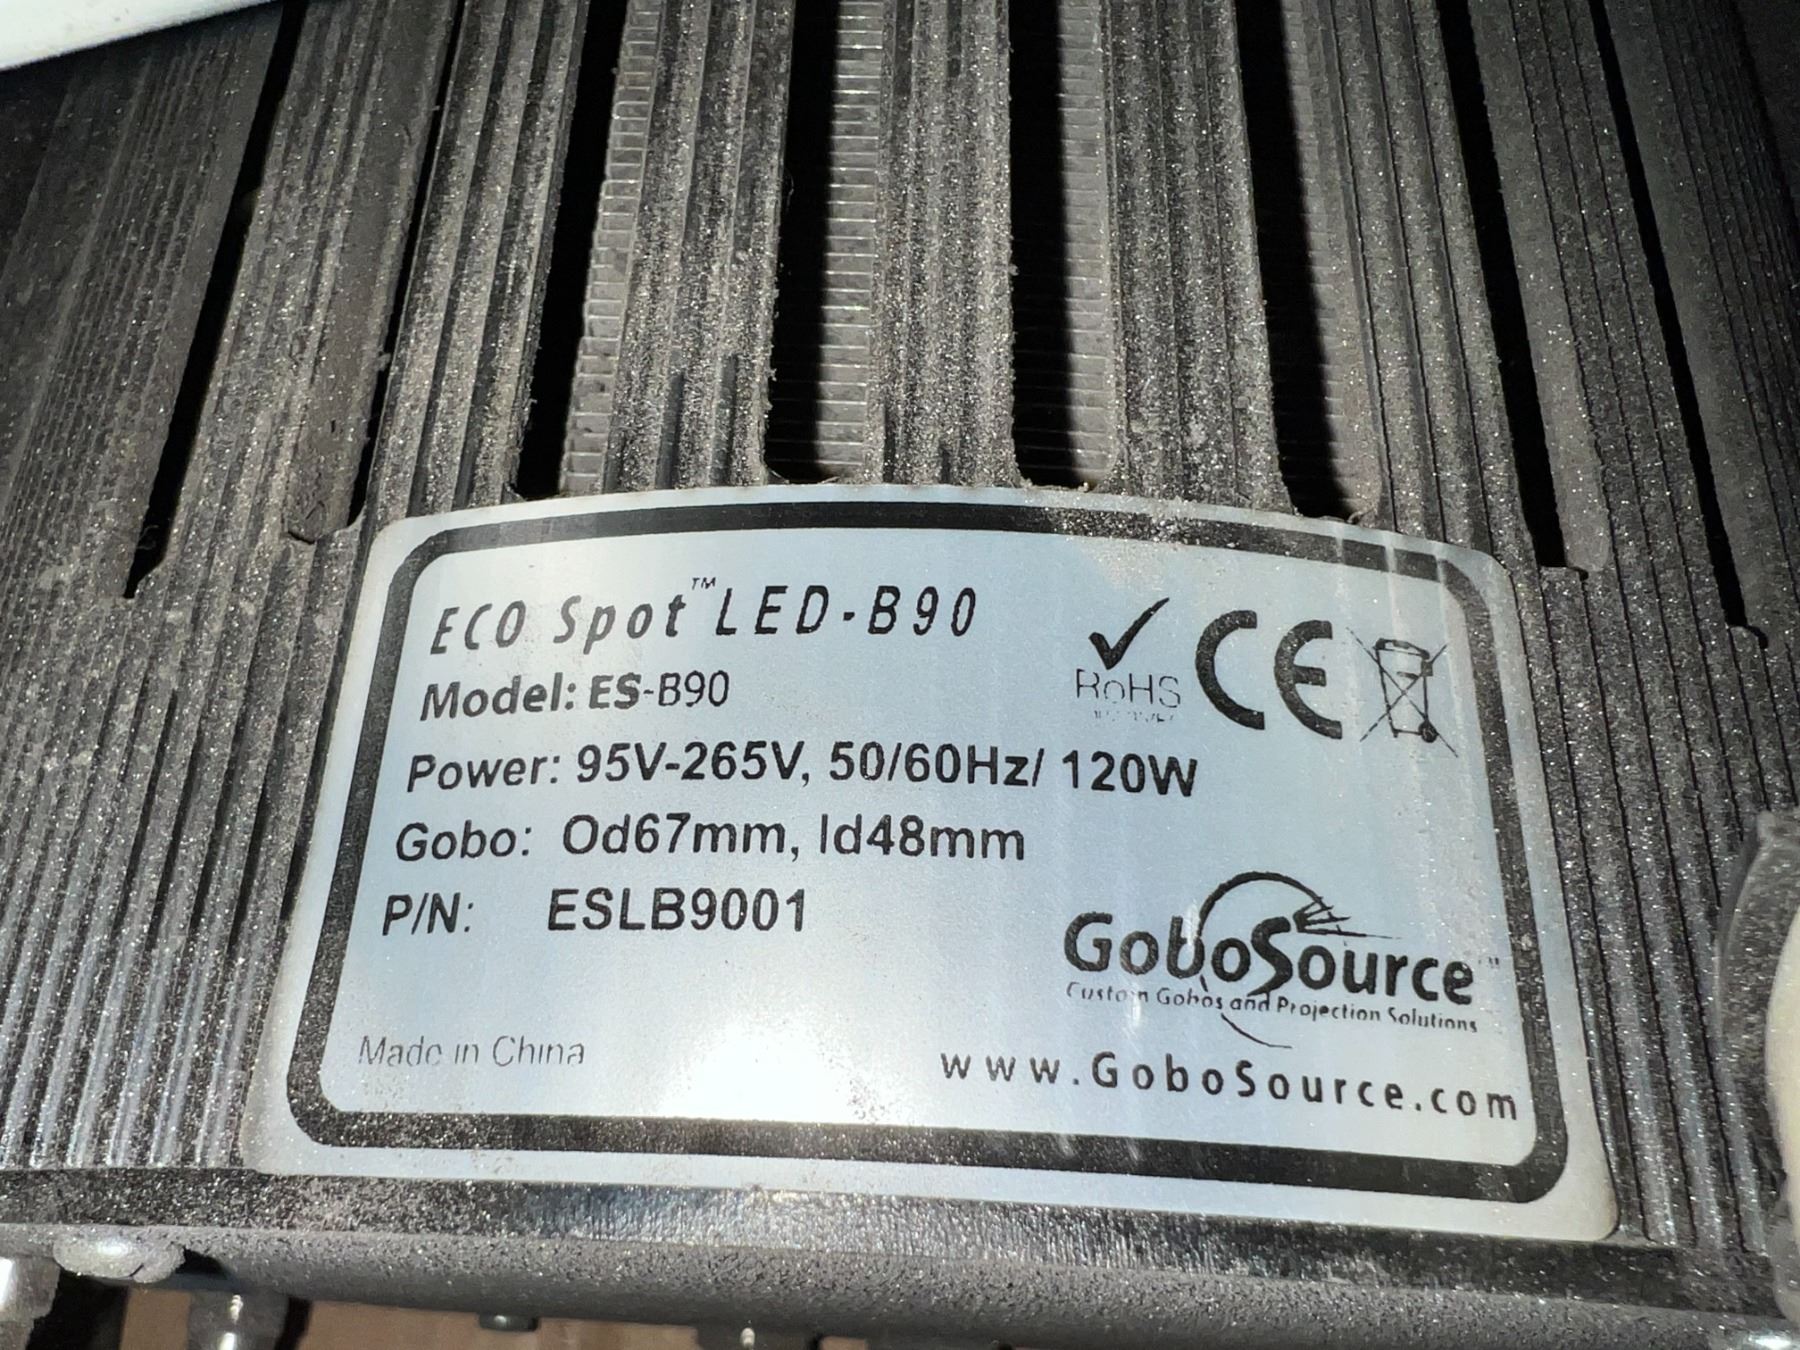 ECO Spot™ LED-B90
Model: ES-B90
RoHS
CE
Power: 95V-265V, 50/60Hz/ 120W
Gobo: Od67mm, Id48mm
P/N: ESLB9001
GoboSource™
Custom Gobos and Projection Solutions
Made in China
www.GoboSource.com